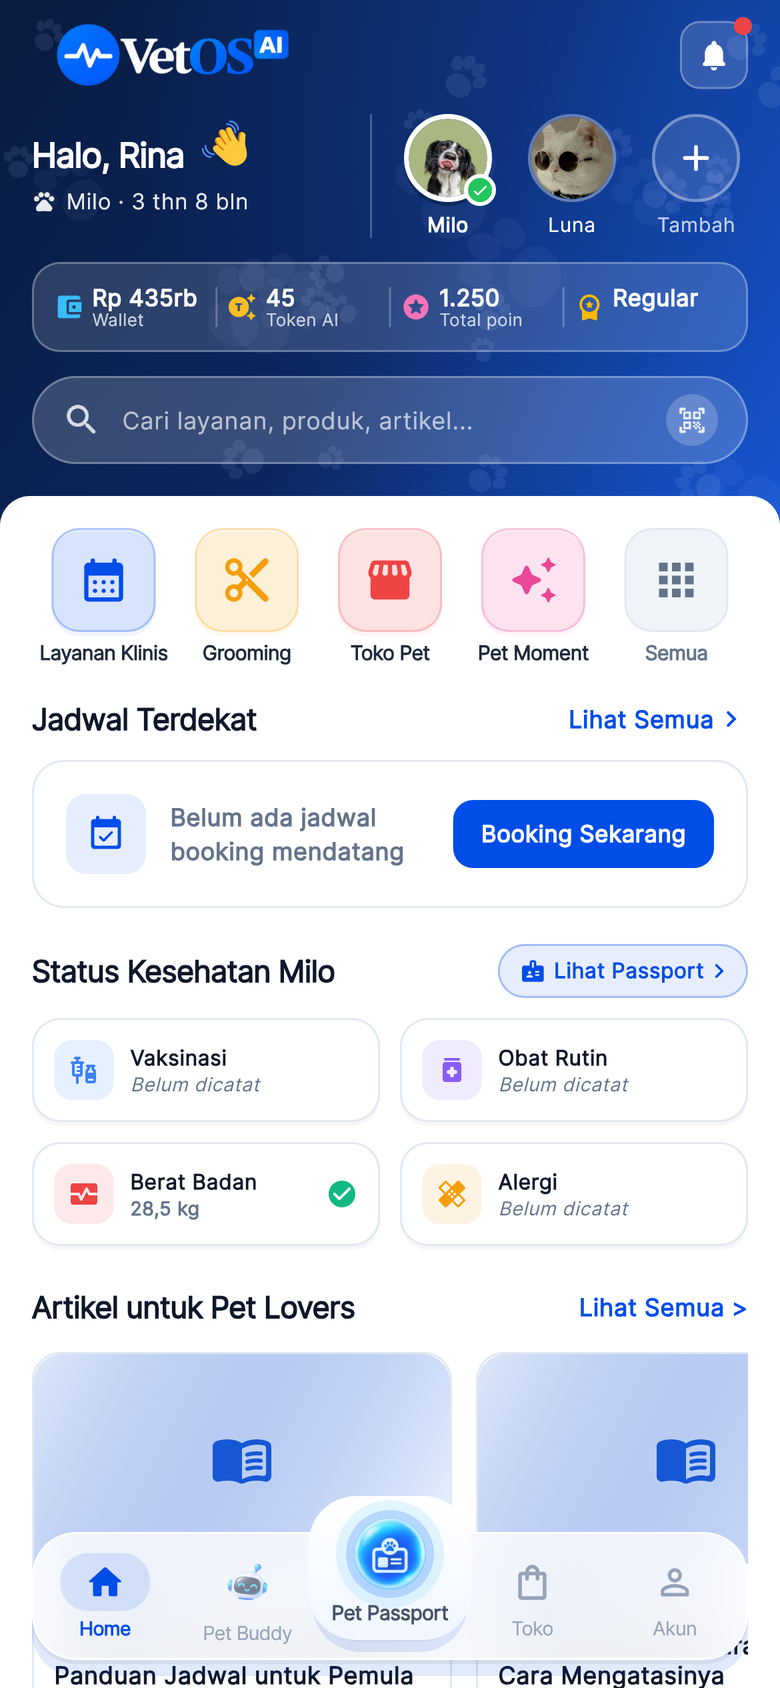 VetOS AI
Halo, Rina 👋
Milo · 3 thn 8 bln
Milo
Luna
Tambah
Rp 435rb
Wallet
45
Token AI
1.250
Total poin
Regular
Cari layanan, produk, artikel...
Layanan Klinis
Grooming
Toko Pet
Pet Moment
Semua
Jadwal Terdekat
Lihat Semua >
Belum ada jadwal
booking mendatang
Booking Sekarang
Status Kesehatan Milo
Lihat Passport >
Vaksinasi
Belum dicatat
Obat Rutin
Belum dicatat
Berat Badan
28,5 kg
Alergi
Belum dicatat
Artikel untuk Pet Lovers
Lihat Semua >
Home
Pet Buddy
Pet Passport
Toko
Akun
Panduan Jadwal untuk Pemula
Cara Mengatasinya